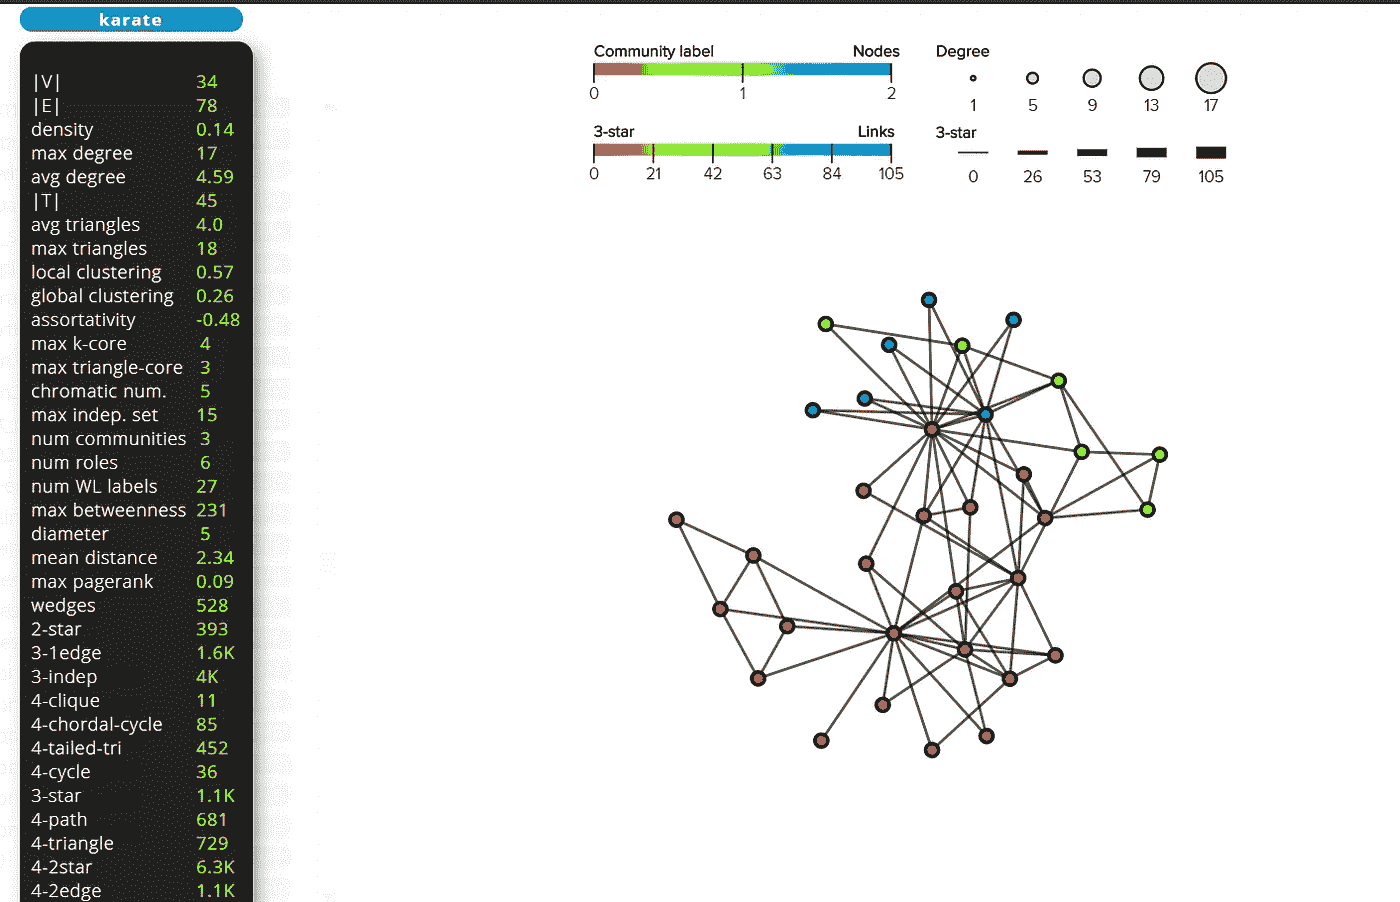 karate
|V| 34
|E| 78
density 0.14
max degree 17
avg degree 4.59
|T| 45
avg triangles 4.0
max triangles 18
local clustering 0.57
global clustering 0.26
assortativity -0.48
max k-core 4
max triangle-core 3
chromatic num. 5
max indep. set 15
num communities 3
num roles 6
num WL labels 27
max betweenness 231
diameter 5
mean distance 2.34
max pagerank 0.09
wedges 528
2-star 393
3-1edge 1.6K
3-indep 4K
4-clique 11
4-chordal-cycle 85
4-tailed-tri 452
4-cycle 36
3-star 1.1K
4-path 681
4-triangle 729
4-2star 6.3K
4-2edge 1.1K
Community label Nodes
0 1 2
3-star Links
0 21 42 63 84 105
Degree
1 5 9 13 17
3-star
0 26 53 79 105